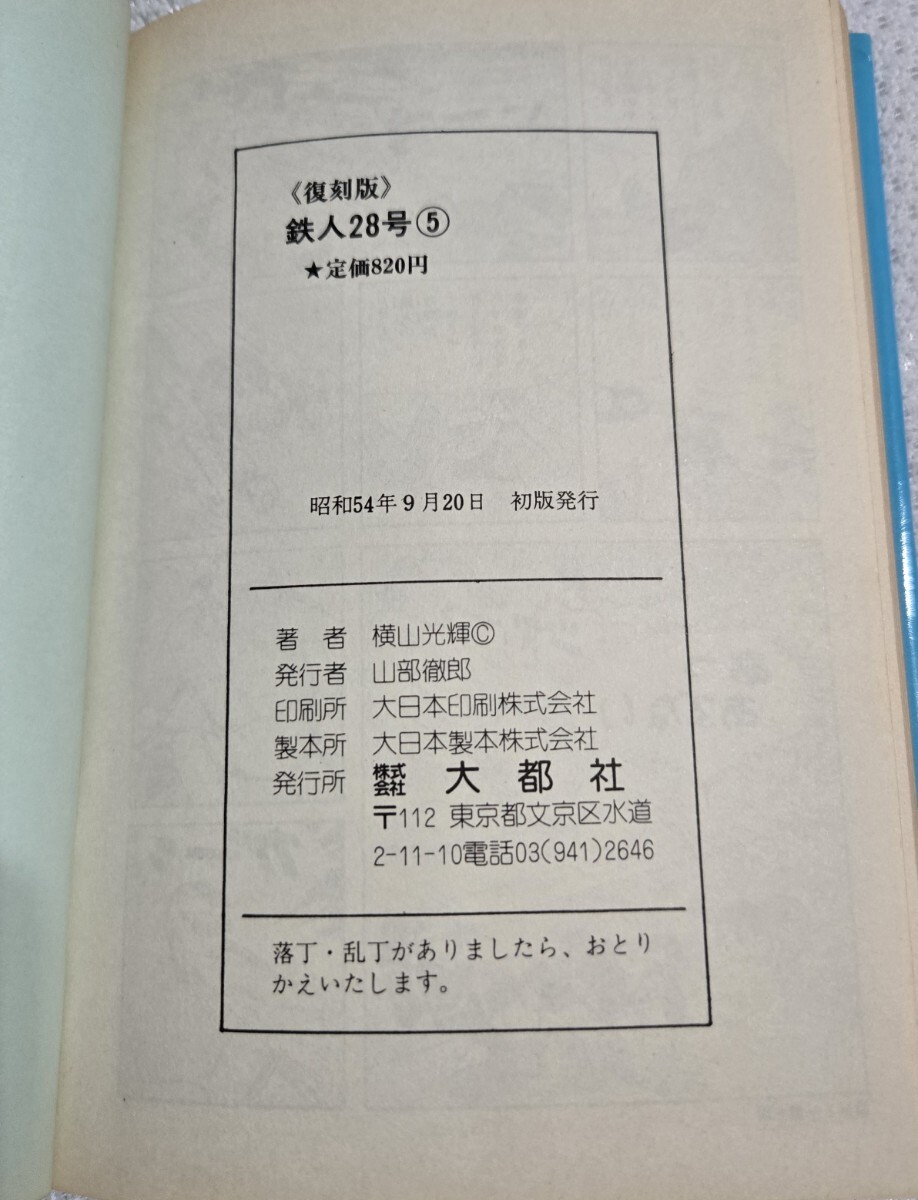 《復刻版》
鉄人28号⑤
★定価820円
昭和54年9月20日 初版発行
著者 横山光輝©
発行者 山部徹郎
印刷所 大日本印刷株式会社
製本所 大日本製本株式会社
発行所 株式会社 大都社
〒112 東京都文京区水道
2-11-10電話03(941)2646
落丁・乱丁がありましたら、おとり
かえいたします。